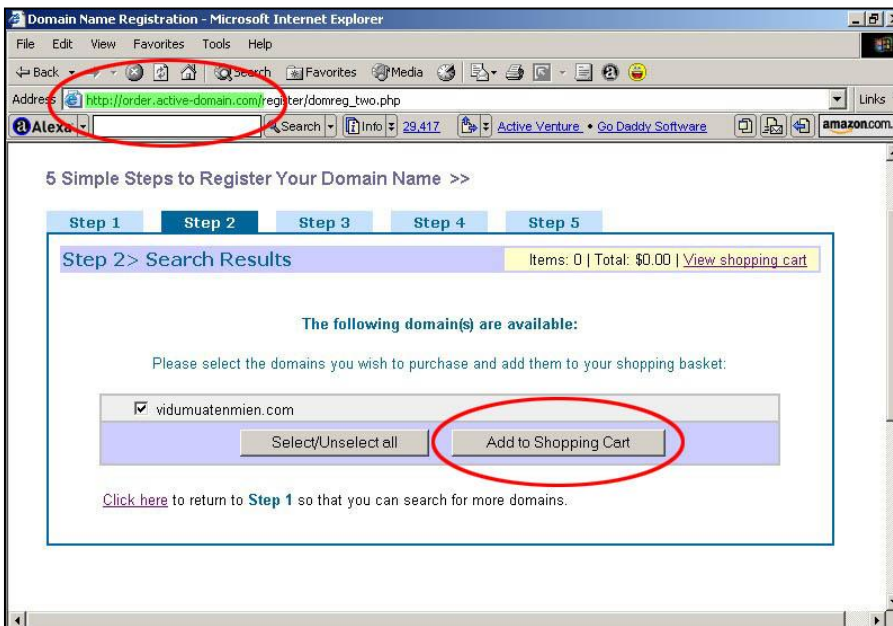 Domain Name Registration - Microsoft Internet Explorer
File Edit View Favorites Tools Help
Back Search Favorites Media
Address http://order.active-domain.com/register/domreg_two.php Links
Alexa Search Info 29,417 Active Venture • Go Daddy Software amazon.com.
5 Simple Steps to Register Your Domain Name >>
Step 1 Step 2 Step 3 Step 4 Step 5
Step 2> Search Results Items: 0 | Total: $0.00 | View shopping cart
The following domain(s) are available:
Please select the domains you wish to purchase and add them to your shopping basket:
vidumuatenmien.com
Select/Unselect all Add to Shopping Cart
Click here to return to Step 1 so that you can search for more domains.